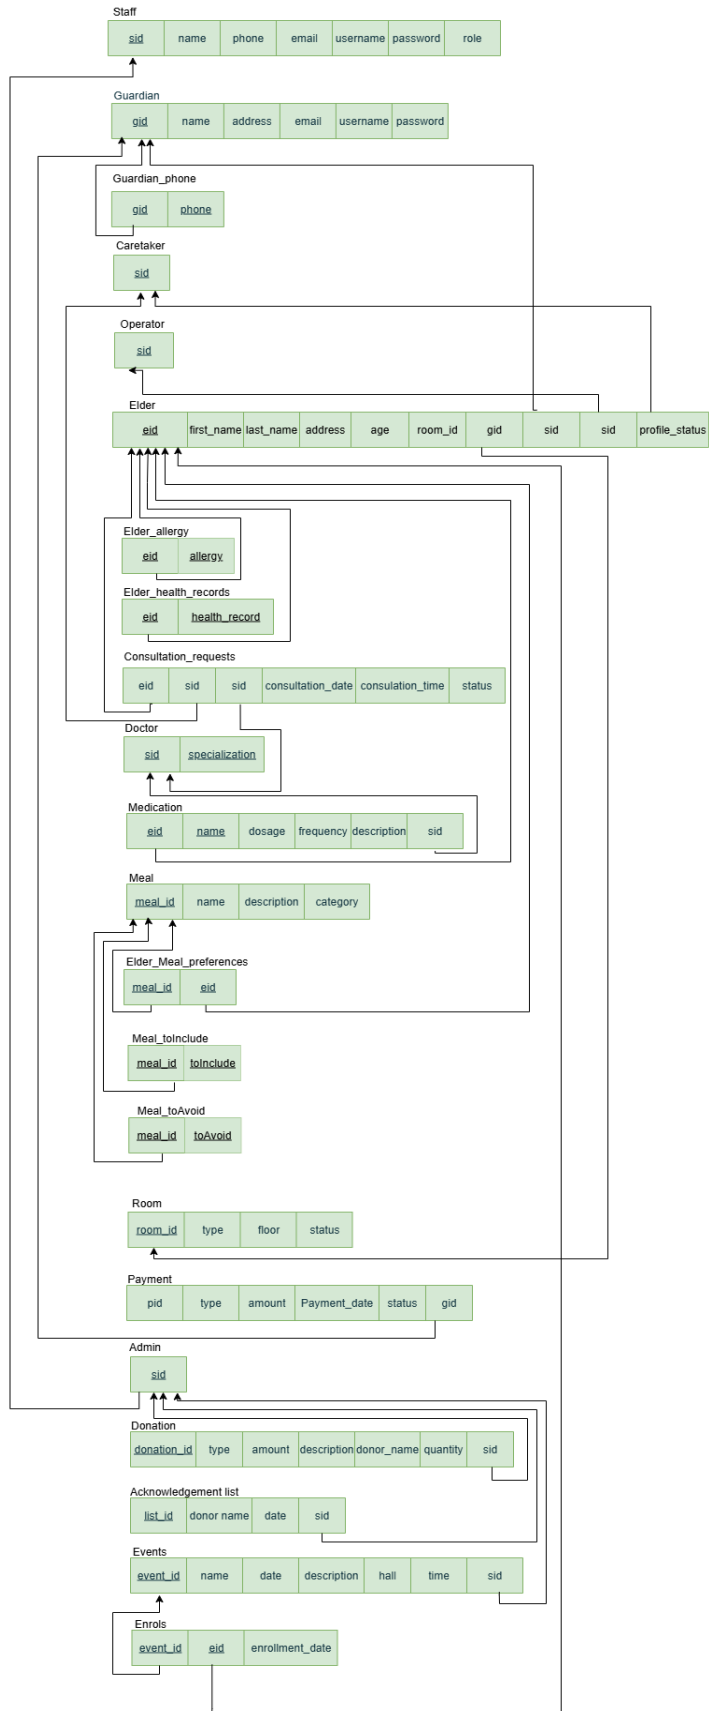 Staff
sid name phone email username password role
Guardian
gid name address email username password
Guardian_phone
gid phone
Caretaker
sid
Operator
sid
Elder
eid first_name last_name address age room_id gid sid sid profile_status
Elder_allergy
eid allergy
Elder_health_records
eid health_record
Consultation_requests
eid sid sid consultation_date consulation_time status
Doctor
sid specialization
Medication
eid name dosage frequency description sid
Meal
meal_id name description category
Elder_Meal_preferences
meal_id eid
Meal_toInclude
meal_id toInclude
Meal_toAvoid
meal_id toAvoid
Room
room_id type floor status
Payment
pid type amount Payment_date status gid
Admin
sid
Donation
donation_id type amount description donor_name quantity sid
Acknowledgement list
list_id donor name date sid
Events
event_id name date description hall time sid
Enrols
event_id eid enrollment_date